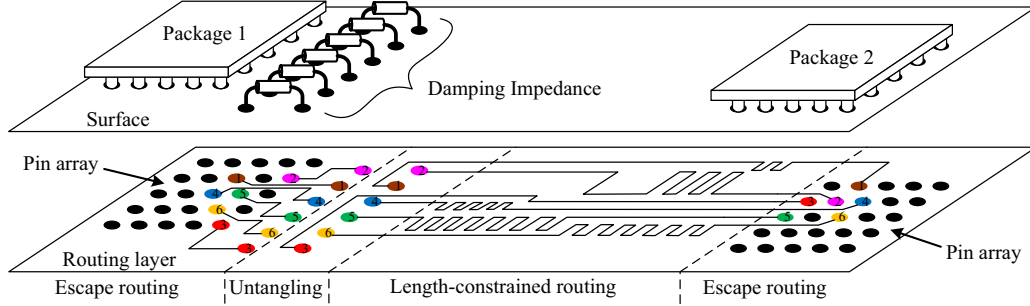 Package 1
Package 2
Damping Impedance
Surface
Pin array
1 2 2
1 1 1
4 5 4 4 3 2 4
6 5 5 5 6
3 6 6
3 3
Pin array
Routing layer
Escape routing Untangling Length-constrained routing Escape routing